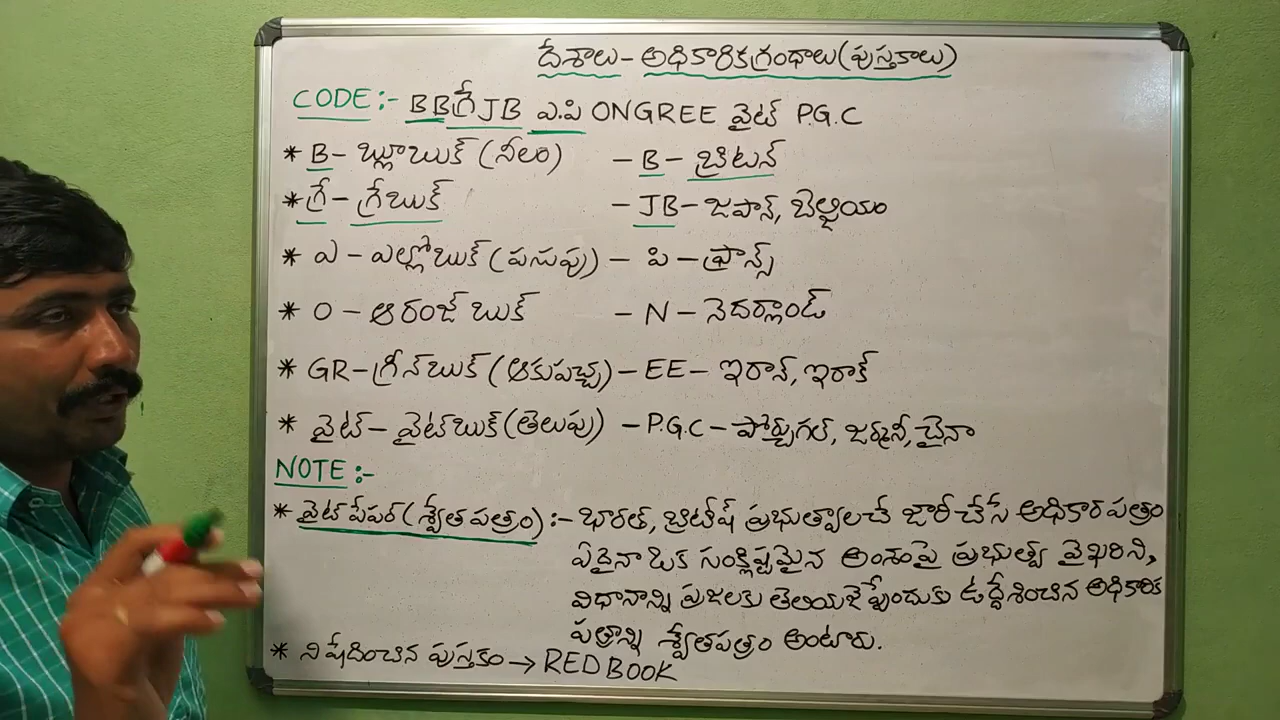 దేశాలు - అధికారికగ్రంథాలు(పుస్తకాలు)
CODE :- BBగ్రేJB ఎ.పి ONGREE వైట్ P.G.C
* B - బ్లూబుక్ (నీలం) - B - బ్రిటన్
* గ్రే - గ్రేబుక్ - JB - జపాన్, బెల్జియం
* ఎ - ఎల్లోబుక్ (పసుపు) - పి - ఫ్రాన్స్
* O - ఆరంజ్ బుక్ - N - నెదర్లాండ్
* GR - గ్రీన్ బుక్ (ఆకుపచ్చ) - EE - ఇరాన్, ఇరాక్
* వైట్ - వైట్ బుక్ (తెలుపు) - P.G.C - పోర్చుగల్, జర్మనీ, చైనా
NOTE :-
* వైట్ పేపర్ (శ్వేత పత్రం) :- భారత్, బ్రిటీష్ ప్రభుత్వాలచే జారీచేసే అధికార పత్రం
ఏదైనా ఒక సంక్లిష్టమైన అంశంపై ప్రభుత్వ వైఖరిని,
విధానాన్ని ప్రజలకు తెలియజెప్పేందుకు ఉద్దేశించిన అధికారిక
పత్రాన్ని శ్వేతపత్రం అంటారు.
* నిషేదించిన పుస్తకం → RED BOOK